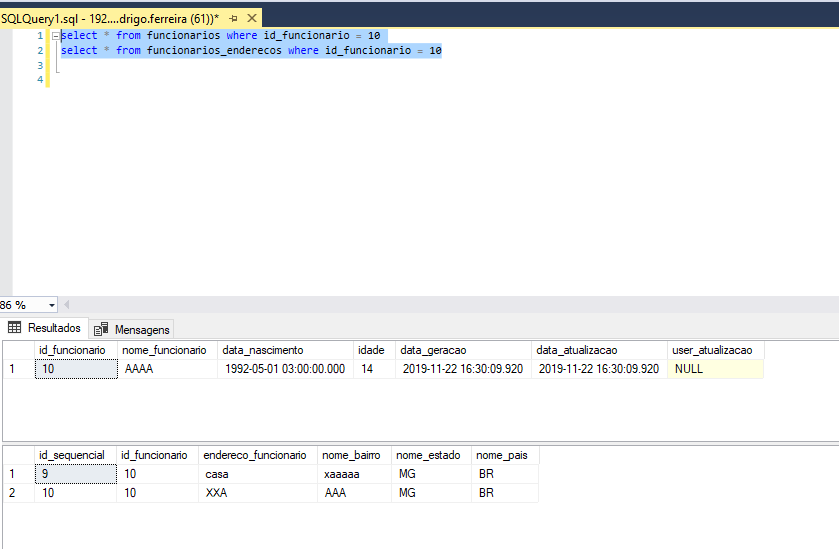 SQLQuery1.sql - 192....drigo.ferreira (61))*
1 select * from funcionarios where id_funcionario = 10
2 select * from funcionarios_enderecos where id_funcionario = 10
3
4
86 %
Resultados Mensagens
id_funcionario nome_funcionario data_nascimento idade data_geracao data_atualizacao user_atualizacao
1 10 AAAA 1992-05-01 03:00:00.000 14 2019-11-22 16:30:09.920 2019-11-22 16:30:09.920 NULL
id_sequencial id_funcionario endereco_funcionario nome_bairro nome_estado nome_pais
1 9 10 casa xaaaaa MG BR
2 10 10 XXA AAA MG BR